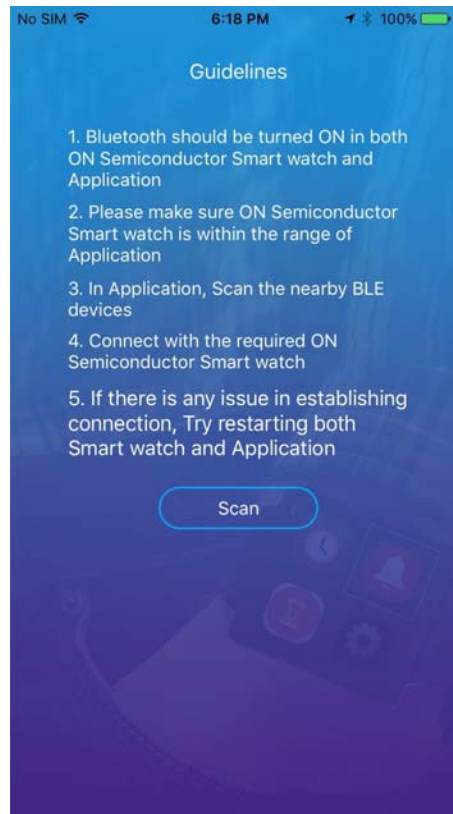 No SIM 6:18 PM 100%
Guidelines
1. Bluetooth should be turned ON in both
ON Semiconductor Smart watch and
Application
2. Please make sure ON Semiconductor
Smart watch is within the range of
Application
3. In Application, Scan the nearby BLE
devices
4. Connect with the required ON
Semiconductor Smart watch
5. If there is any issue in establishing
connection, Try restarting both
Smart watch and Application
Scan